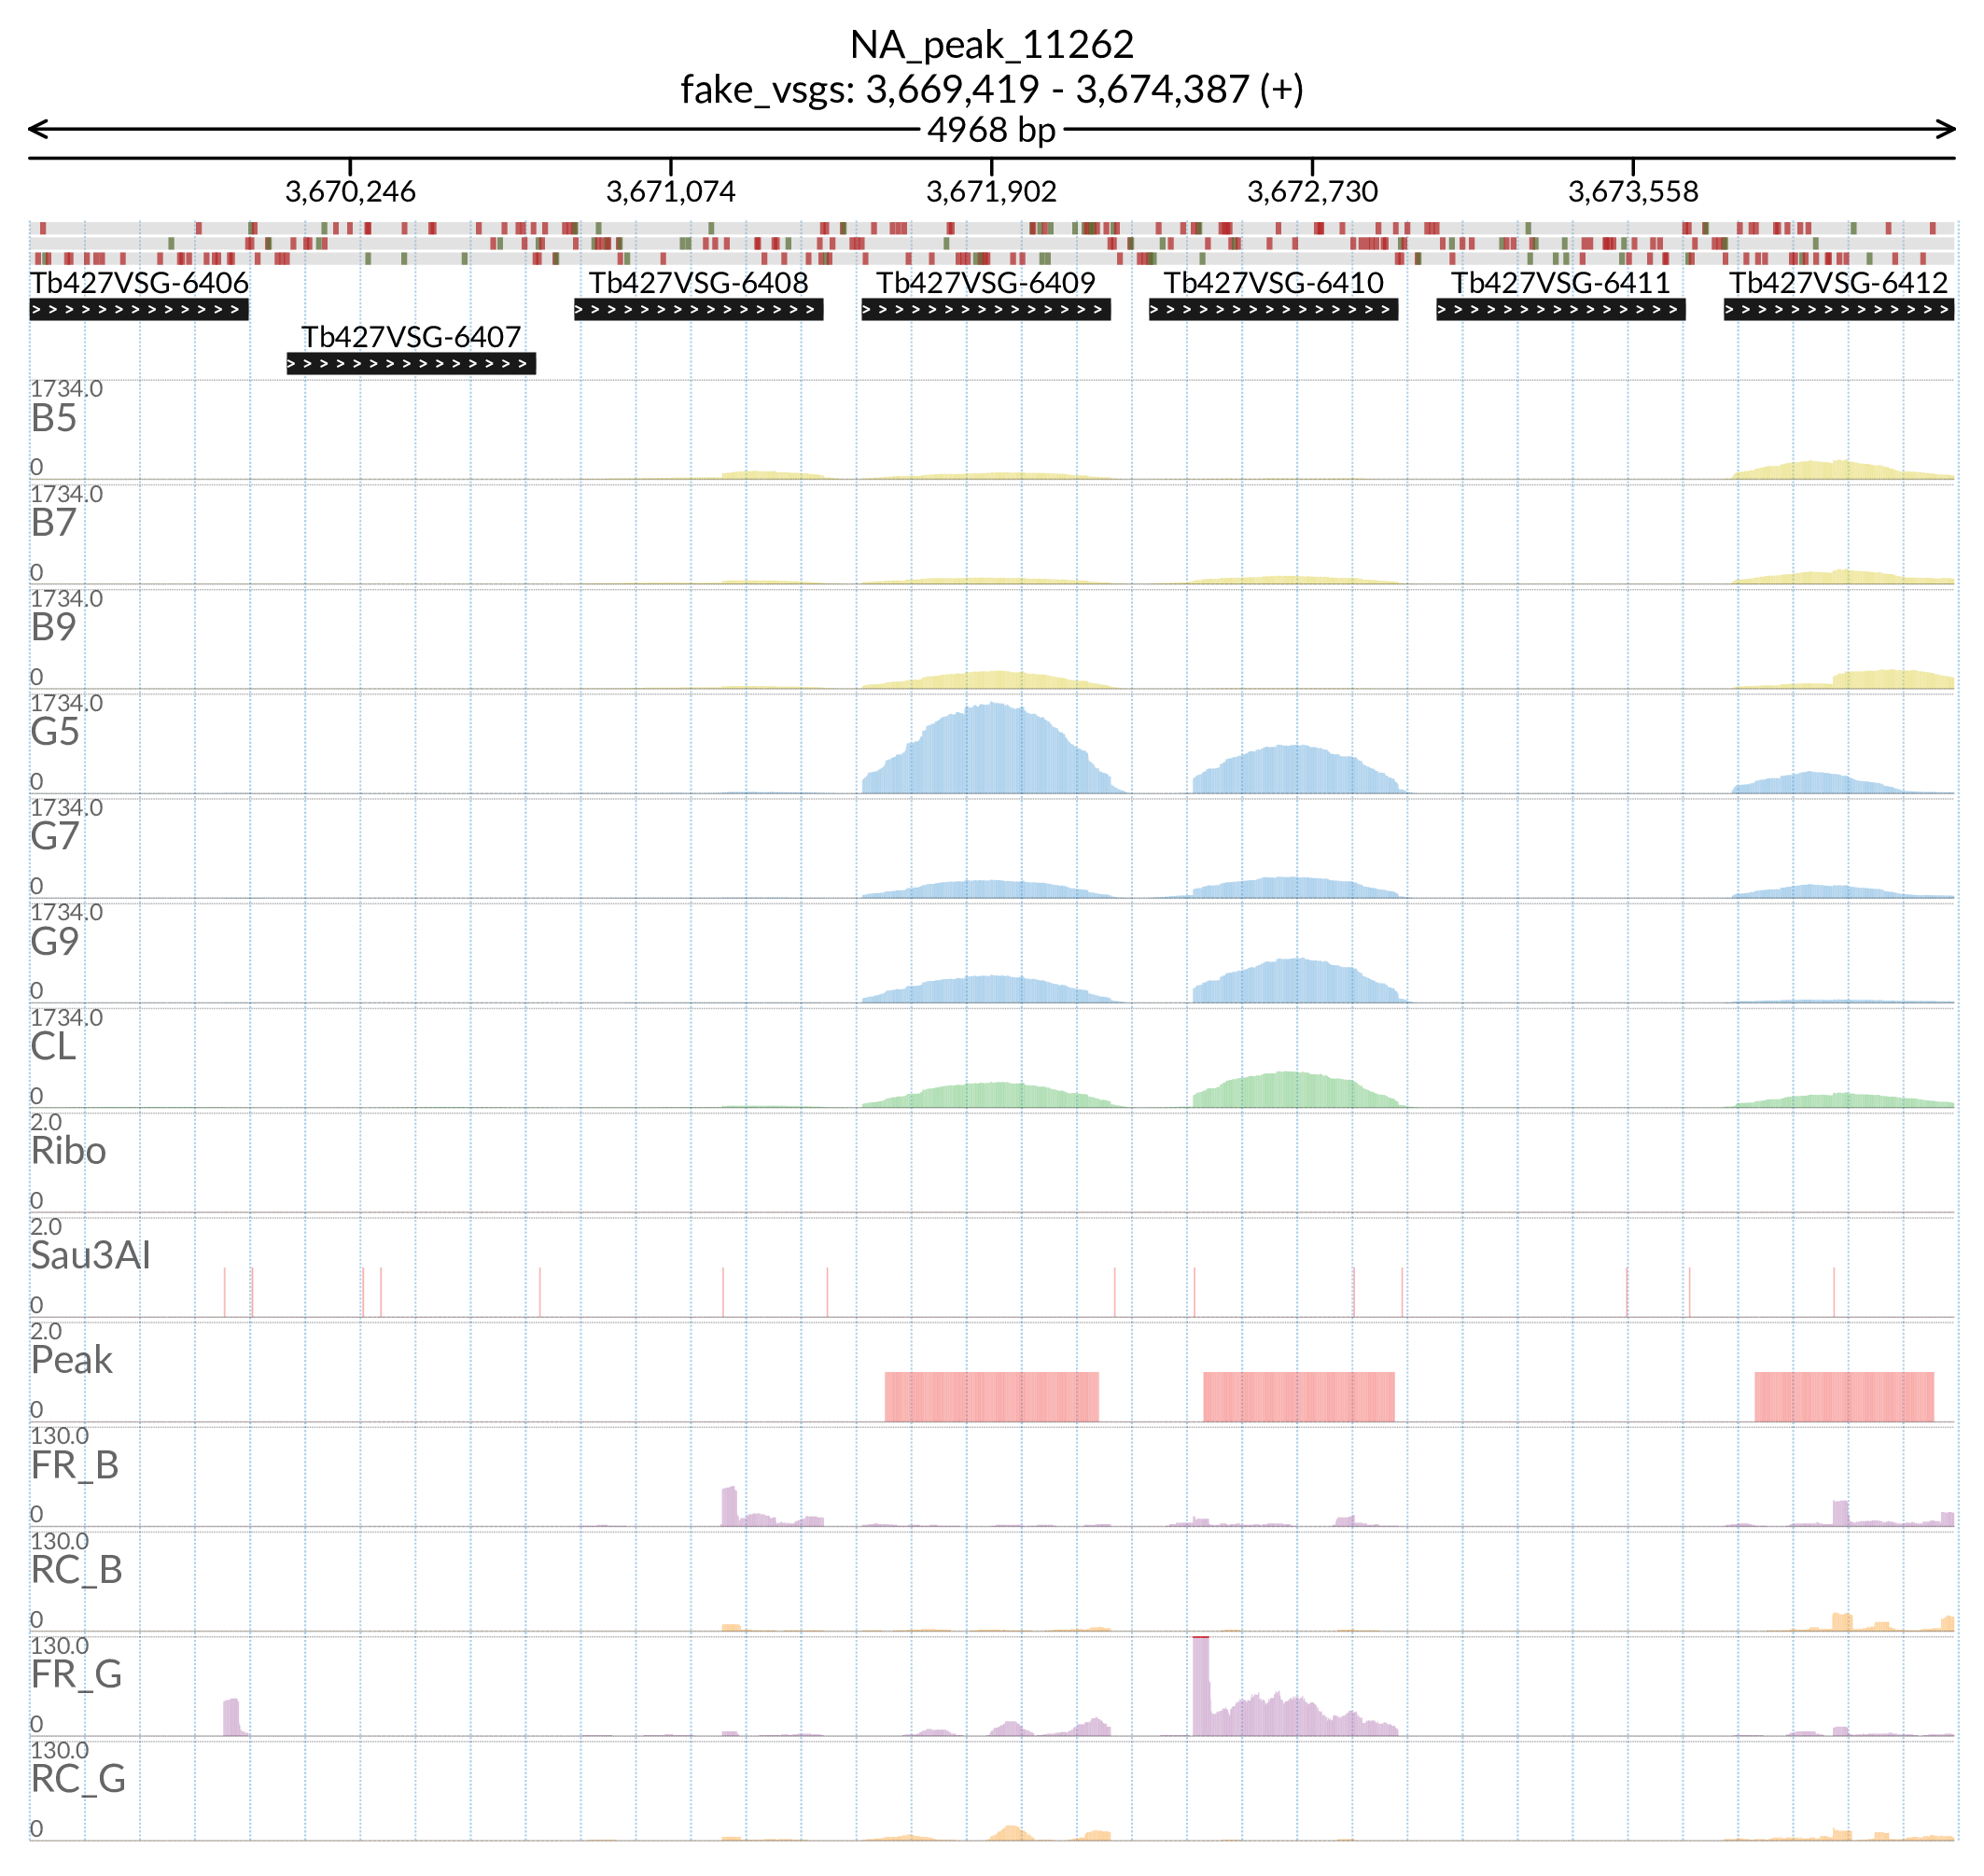 NA_peak_11262
fake_vsgs: 3,669,419 - 3,674,387 (+)
4968 bp
3,670,246 3,671,074 3,671,902 3,672,730 3,673,558
Tb427VSG-6406 Tb427VSG-6408 Tb427VSG-6409 Tb427VSG-6410 Tb427VSG-6411 Tb427VSG-6412
Tb427VSG-6407
1734.0
B5
0
1734.0
B7
0
1734.0
B9
0
1734.0
G5
0
1734.0
G7
0
1734.0
G9
0
1734.0
CL
0
2.0
Ribo
0
2.0
Sau3AI
0
2.0
Peak
0
130.0
FR_B
0
130.0
RC_B
0
130.0
FR_G
0
130.0
RC_G
0